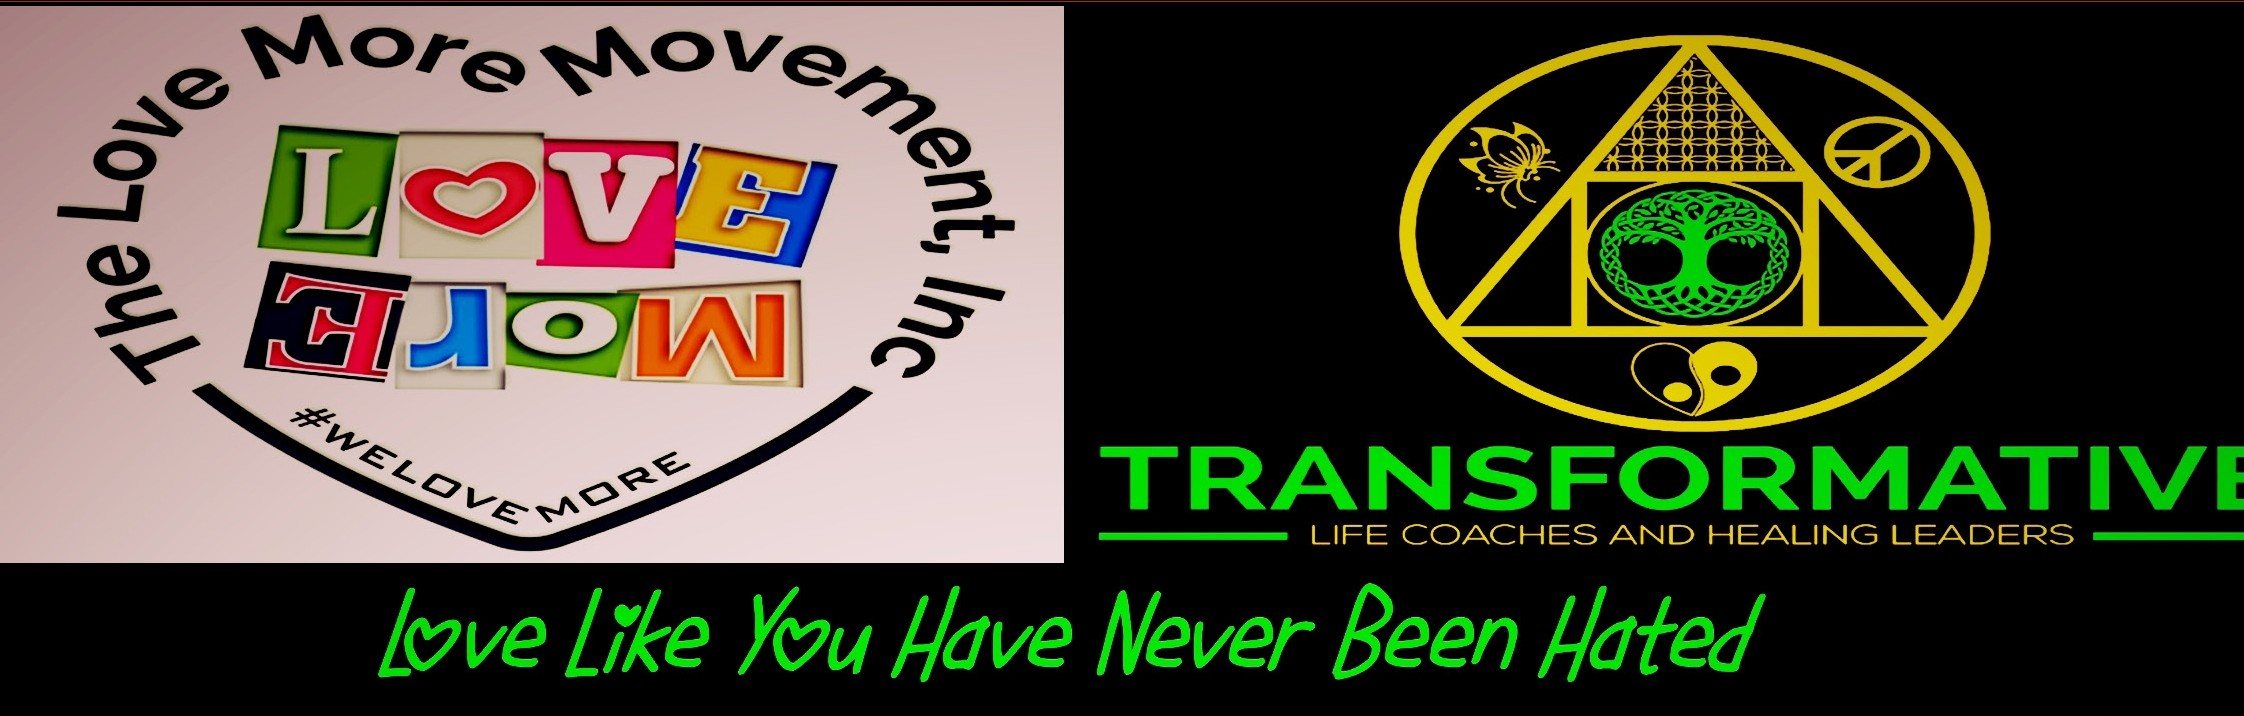 The Love More Movement, Inc
LOVE
MOrE
#WELOVEMORE
TRANSFORMATIVE
LIFE COACHES AND HEALING LEADERS
Love Like You Have Never Been Hated